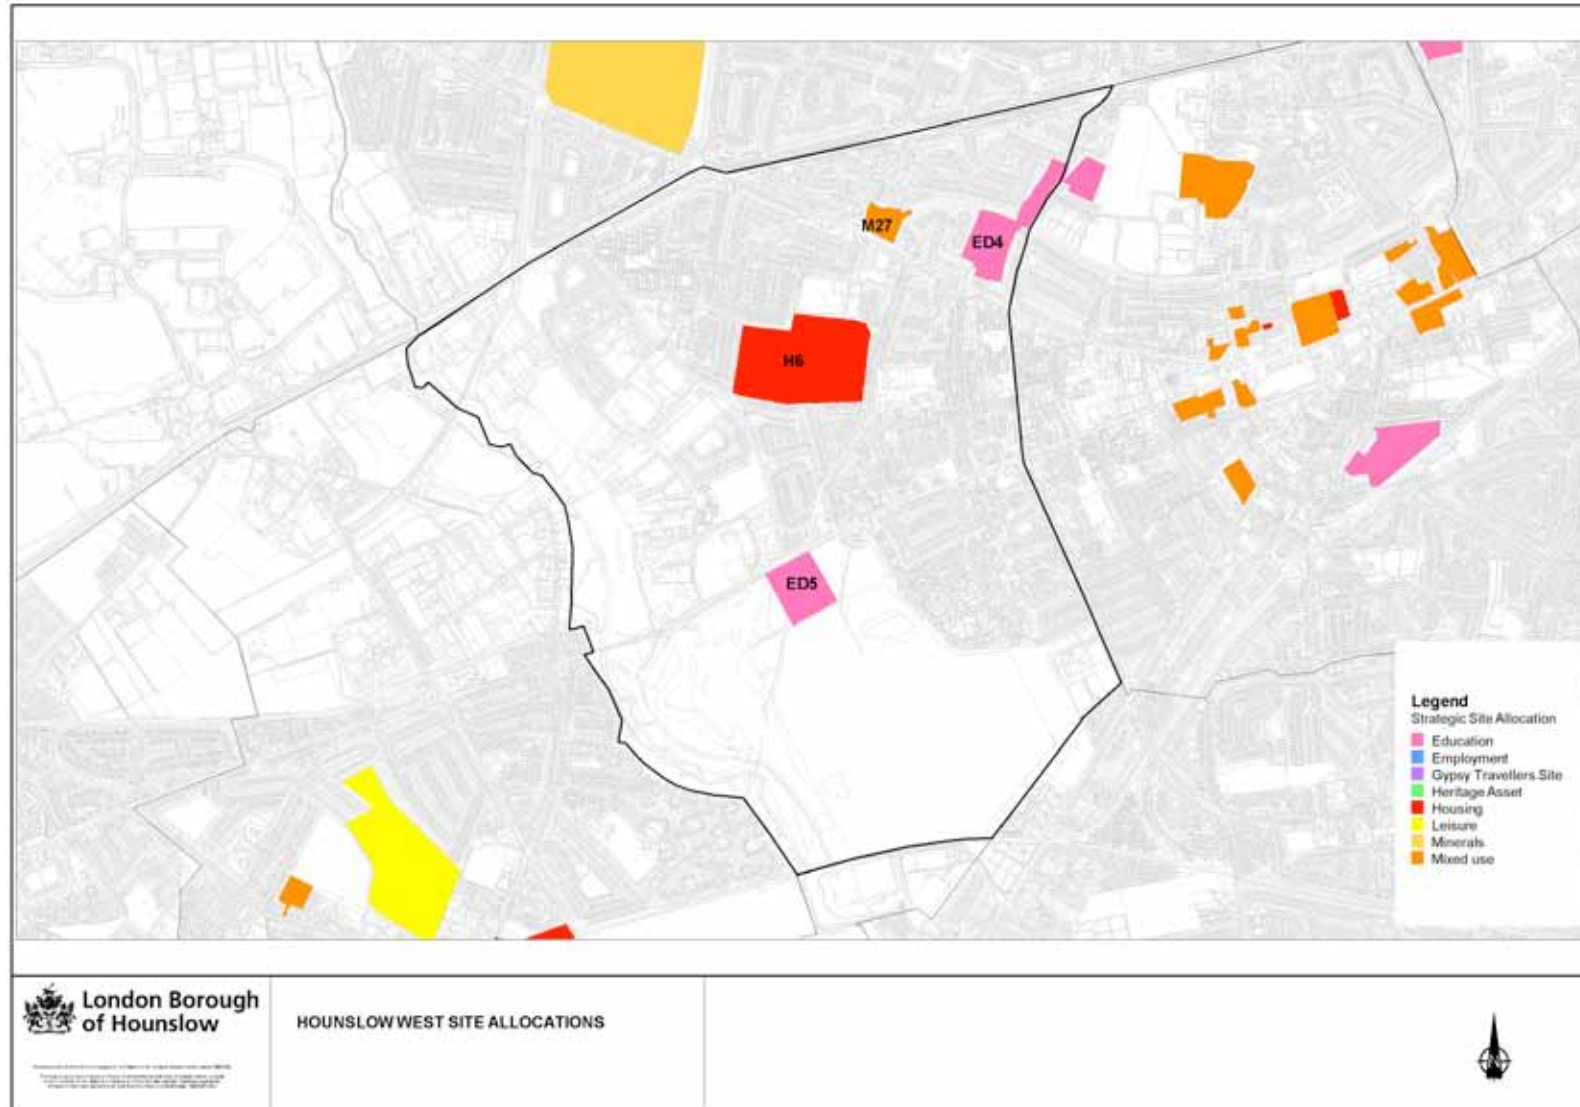 M27
ED4
H6
ED5
Legend
Strategic Site Allocation
Education
Employment
Gypsy Travellers Site
Heritage Asset
Housing
Leisure
Minerals
Mixed use
London Borough
of Hounslow
HOUNSLOW WEST SITE ALLOCATIONS
N